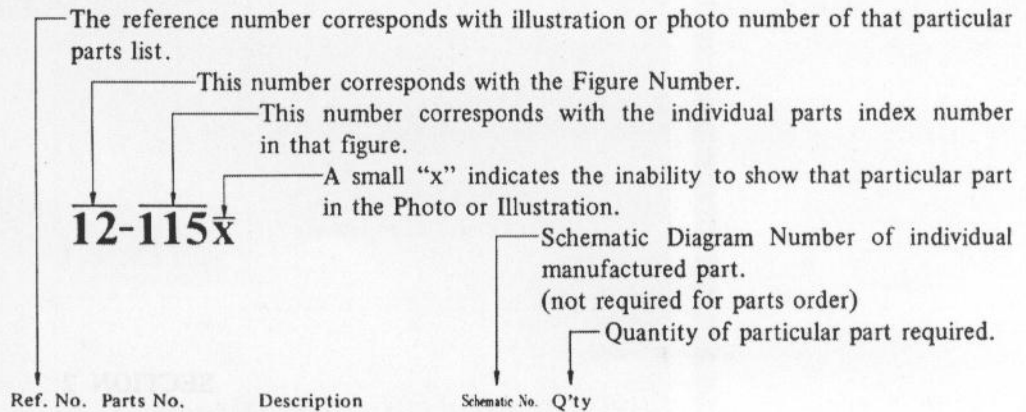 The reference number corresponds with illustration or photo number of that particular
parts list.
This number corresponds with the Figure Number.
This number corresponds with the individual parts index number
in that figure.
A small “x” indicates the inability to show that particular part
in the Photo or Illustration.
12-115x
Schematic Diagram Number of individual
manufactured part.
(not required for parts order)
Quantity of particular part required.
SECTION 2
Ref. No. Parts No. Description Schematic No. Q'ty